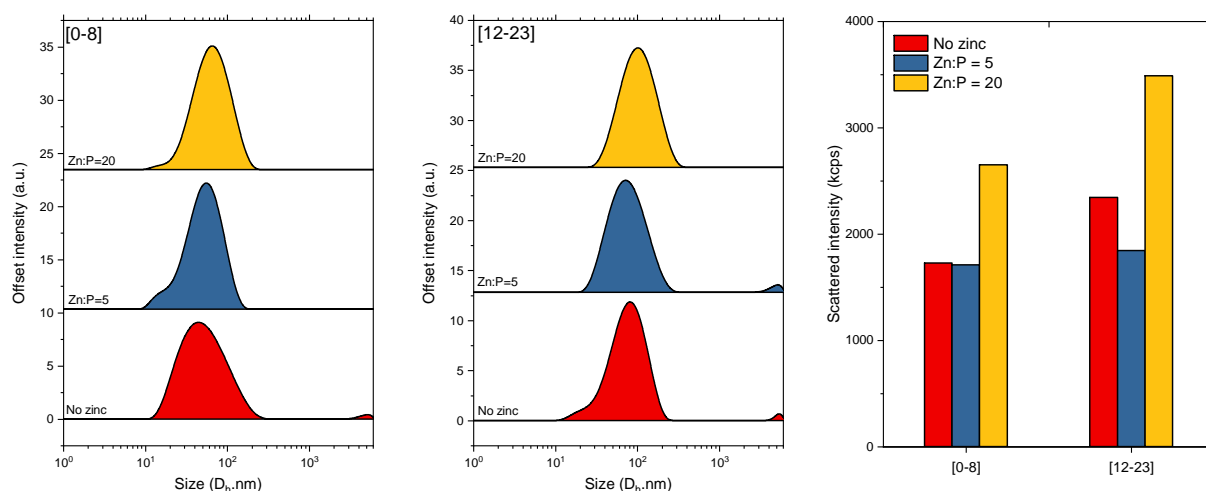 [0-8]
35
30
25
20
15
10
5
0
Zn:P=20
Zn:P=5
No zinc
Offset intensity (a.u.)
10⁰ 10¹ 10² 10³
Size (Dₕ.nm)
[12-23]
40
35
30
25
20
15
10
5
0
Zn:P=20
Zn:P=5
No zinc
Offset intensity (a.u.)
10⁰ 10¹ 10² 10³
Size (Dₕ.nm)
No zinc
Zn:P = 5
Zn:P = 20
4000
3000
2000
1000
0
Scattered intensity (kcps)
[0-8] [12-23]